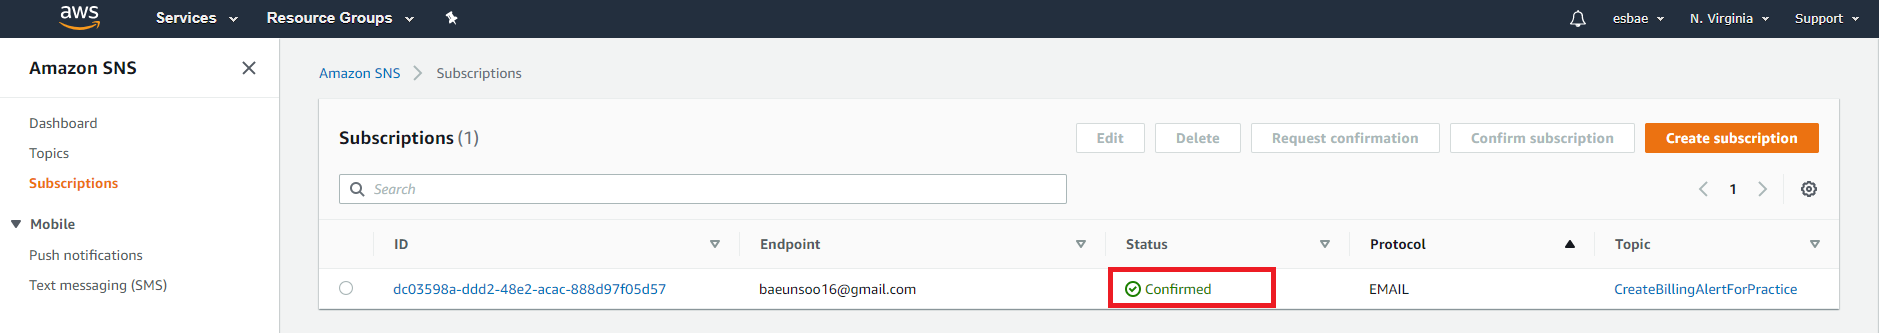 aws Services Resource Groups esbae N. Virginia Support
Amazon SNS
Amazon SNS Subscriptions
Dashboard
Topics
Subscriptions
Mobile
Push notifications
Text messaging (SMS)
Subscriptions (1) Edit Delete Request confirmation Confirm subscription Create subscription
Search 1
ID Endpoint Status Protocol Topic
dc03598a-ddd2-48e2-acac-888d97f05d57 baeunsoo16@gmail.com Confirmed EMAIL CreateBillingAlertForPractice